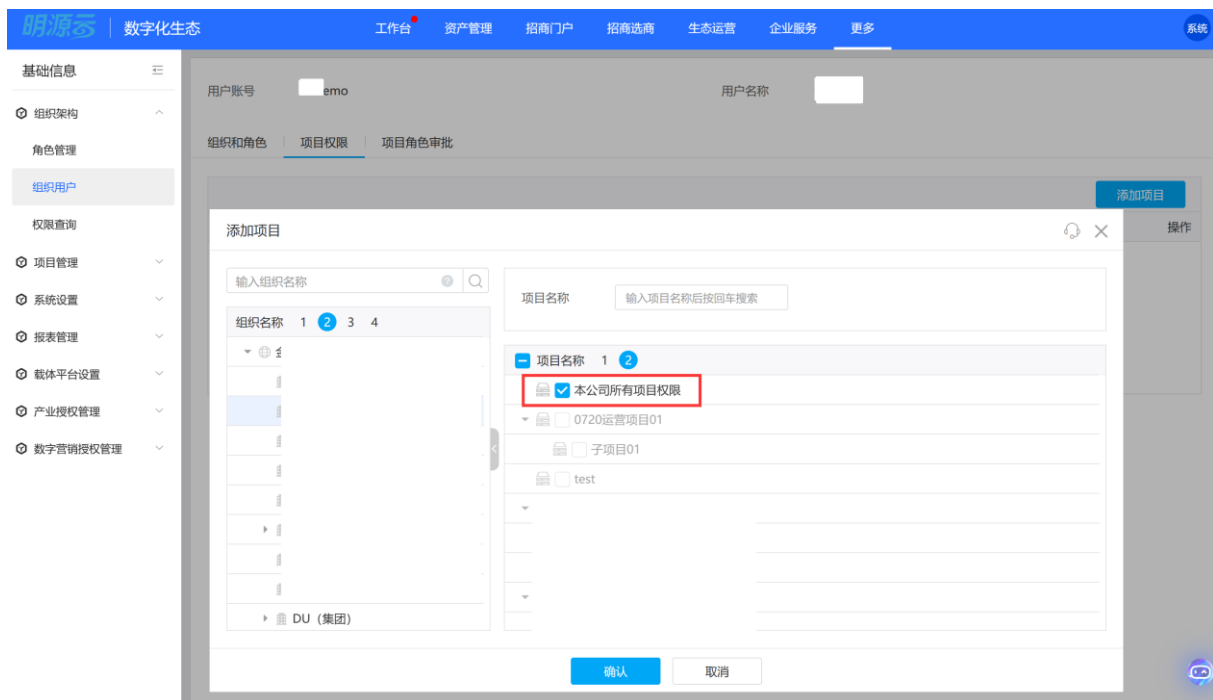 明源云 数字化生态 工作台 资产管理 招商门户 招商选商 生态运营 企业服务 更多 系统
基础信息
组织架构
角色管理
组织用户
权限查询
项目管理
系统设置
报表管理
载体平台设置
产业授权管理
数字营销授权管理
用户账号 emo 用户名称
组织和角色 项目权限 项目角色审批
添加项目
操作
添加项目
输入组织名称
组织名称 1 2 3 4
DU（集团）
项目名称 输入项目名称后按回车搜索
项目名称 1 2
本公司所有项目权限
0720运营项目01
子项目01
test
确认 取消